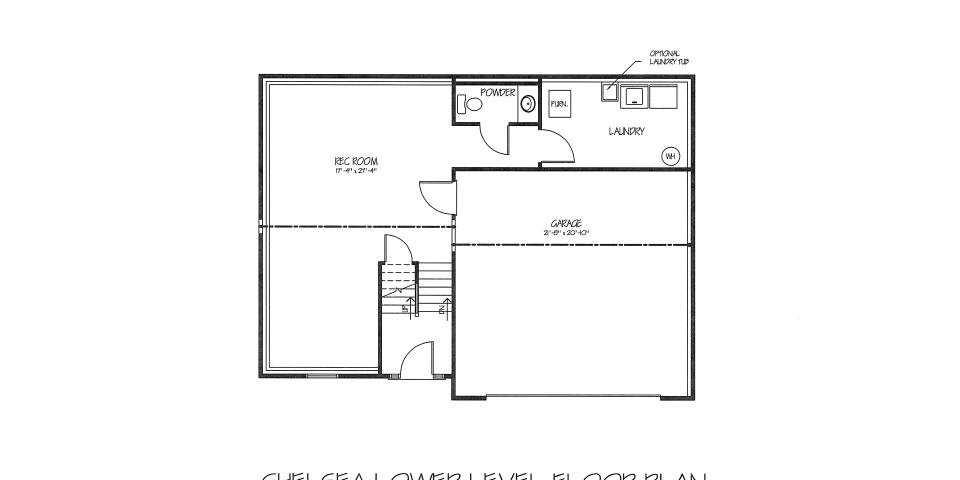 OPTIONAL
LAUNDRY TUB
POWDER
FURN.
LAUNDRY
WH
REC ROOM
17'-4" x 27'-4"
GARAGE
21'-8" x 20'-10"
UP
DN
CHELSEA LOWER LEVEL FLOOR PLAN